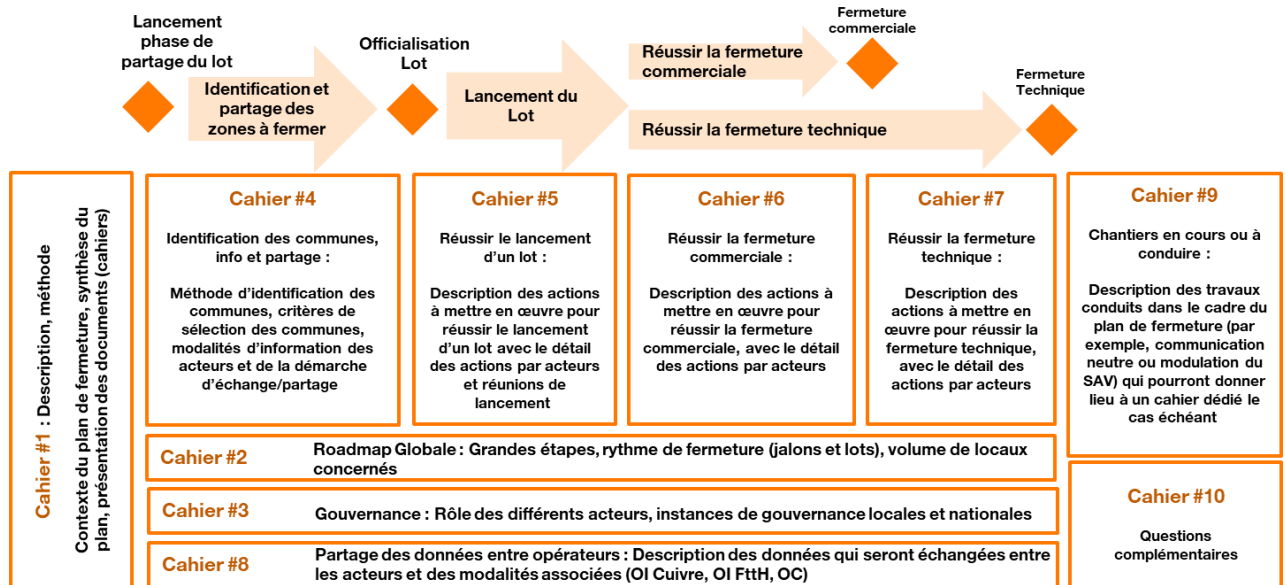 Lancement
phase de
partage du lot
Identification et
partage des
zones à fermer
Officialisation
Lot
Lancement du
Lot
Réussir la fermeture
commerciale
Fermeture
commerciale
Réussir la fermeture technique
Fermeture
Technique
Cahier #1 : Description, méthode
Contexte du plan de fermeture, synthèse du
plan, présentation des documents (cahiers)
Cahier #4
Identification des communes,
info et partage :
Méthode d'identification des
communes, critères de
sélection des communes,
modalités d'information des
acteurs et de la démarche
d'échange/partage
Cahier #5
Réussir le lancement
d'un lot :
Description des actions
à mettre en œuvre pour
réussir le lancement
d'un lot avec le détail
des actions par acteurs
et réunions de
lancement
Cahier #6
Réussir la fermeture
commerciale :
Description des actions à
mettre en œuvre pour
réussir la fermeture
commerciale, avec le détail
des actions par acteurs
Cahier #7
Réussir la fermeture
technique :
Description des
actions à mettre en
œuvre pour réussir la
fermeture technique,
avec le détail des
actions par acteurs
Cahier #9
Chantiers en cours ou à
conduire :
Description des travaux
conduits dans le cadre du
plan de fermeture (par
exemple, communication
neutre ou modulation du
SAV) qui pourront donner
lieu à un cahier dédié le
cas échéant
Cahier #2
Roadmap Globale : Grandes étapes, rythme de fermeture (jalons et lots), volume de locaux
concernés
Cahier #3
Gouvernance : Rôle des différents acteurs, instances de gouvernance locales et nationales
Cahier #8
Partage des données entre opérateurs : Description des données qui seront échangées entre
les acteurs et des modalités associées (OI Cuivre, OI FttH, OC)
Cahier #10
Questions
complémentaires